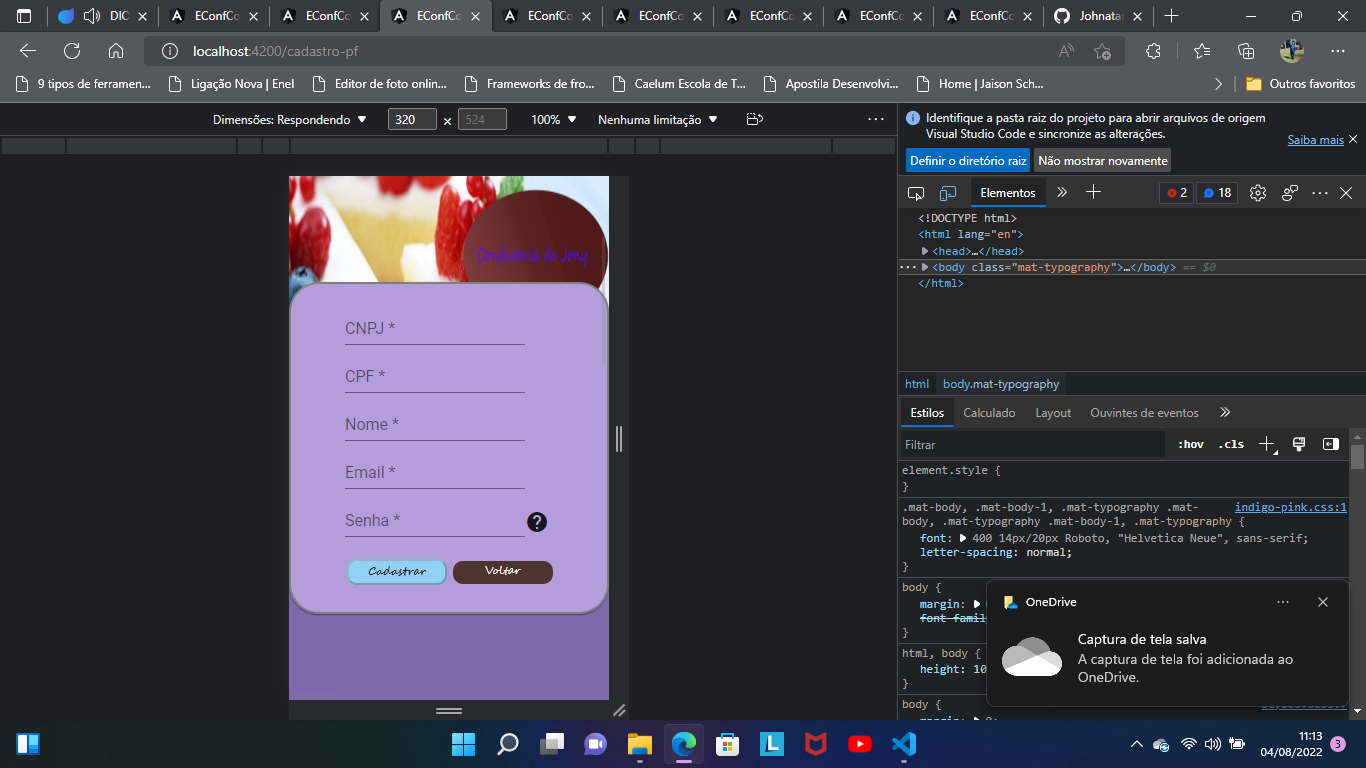 DIC
EConfCo
EConfCo
EConfCo
EConfCo
EConfCo
EConfCo
EConfCo
EConfCo
Johnatar
localhost:4200/cadastro-pf
9 tipos de ferramen...
Ligação Nova | Enel
Editor de foto onlin...
Frameworks de fro...
Caelum Escola de T...
Apostila Desenvolvi...
Home | Jaison Sch...
Outros favoritos
Dimensões: Respondendo
320 × 524
100%
Nenhuma limitação
Identifique a pasta raiz do projeto para abrir arquivos de origem
Visual Studio Code e sincronize as alterações.
Saiba mais
Definir o diretório raiz
Não mostrar novamente
Elementos
2
18
<!DOCTYPE html>
<html lang="en">
<head>…</head>
<body class="mat-typography">…</body> == $0
</html>
Confeitaria do Jony
CNPJ *
CPF *
Nome *
Email *
Senha *
?
Cadastrar
Voltar
html
body.mat-typography
Estilos
Calculado
Layout
Ouvintes de eventos
Filtrar
:hov
.cls
element.style {
}
.mat-body, .mat-body-1, .mat-typography .mat-
indigo-pink.css:1
body, .mat-typography .mat-body-1, .mat-typography {
font: 400 14px/20px Roboto, "Helvetica Neue", sans-serif;
letter-spacing: normal;
}
body {
margin:
font-famil
}
html, body {
height: 10
}
body {
OneDrive
Captura de tela salva
A captura de tela foi adicionada ao
OneDrive.
11:13
04/08/2022
3